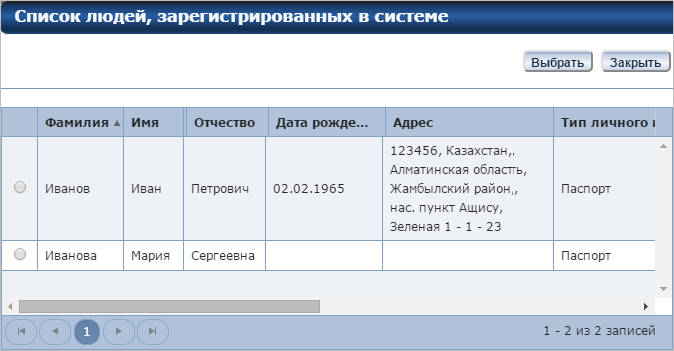 Список людей, зарегистрированных в системе
Выбрать Закрыть
Фамилия Имя Отчество Дата рожде... Адрес Тип личного и
Иванов Иван Петрович 02.02.1965 123456, Казахстан,.
Алматинская область,
Жамбылский район,,
нас. пункт Ащису,
Зеленая 1 - 1 - 23 Паспорт
Иванова Мария Сергеевна Паспорт
1 1 - 2 из 2 записей